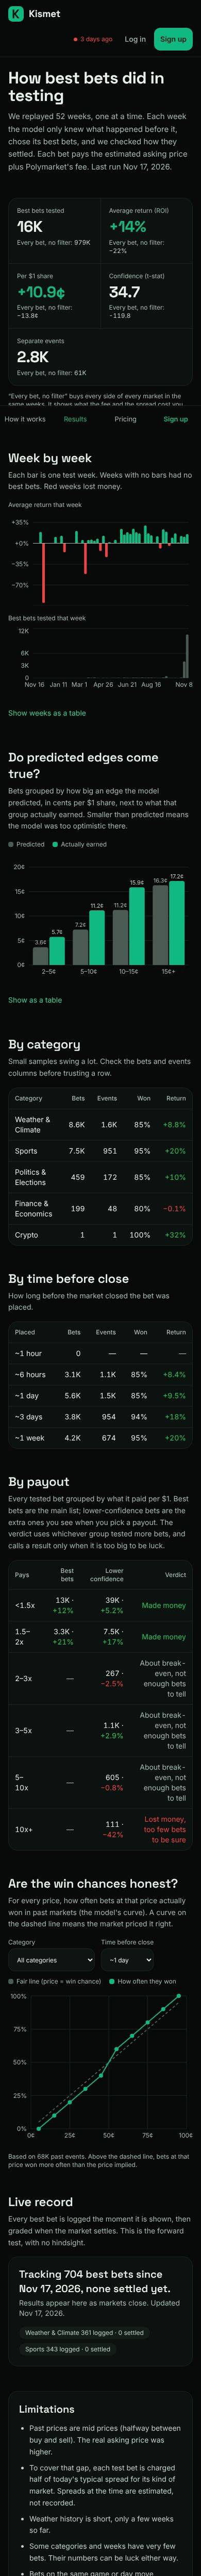 K Kismet
3 days ago Log in Sign up
How best bets did in
testing
We replayed 52 weeks, one at a time. Each week
the model only knew what happened before it,
chose its best bets, and we checked how they
settled. Each bet pays the estimated asking price
plus Polymarket's fee. Last run Nov 17, 2026.
Best bets tested
16K
Every bet, no filter: 979K
Average return (ROI)
+14%
Every bet, no filter:
−22%
Per $1 share
+10.9¢
Every bet, no filter:
−13.8¢
Confidence (t-stat)
34.7
Every bet, no filter:
−119.8
Separate events
2.8K
Every bet, no filter: 61K
"Every bet, no filter" buys every side of every market in the
How it works Results Pricing Sign up
Week by week
Each bar is one test week. Weeks with no bars had no
best bets. Red weeks lost money.
Average return that week
+35%
+0%
−35%
−70%
Best bets tested that week
12K
6K
3K
0
Nov 16 Jan 11 Mar 1 Apr 26 Jun 21 Aug 16 Nov 8
Show weeks as a table
Do predicted edges come
true?
Bets grouped by how big an edge the model
predicted, in cents per $1 share, next to what that
group actually earned. Smaller than predicted means
the model was too optimistic there.
Predicted Actually earned
20¢
15¢
10¢
5¢
0¢
3.6¢ 5.7¢ 7.2¢ 11.2¢ 11.2¢ 15.9¢ 16.3¢ 17.2¢
2–5¢ 5–10¢ 10–15¢ 15¢+
Show as a table
By category
Small samples swing a lot. Check the bets and events
columns before trusting a row.
Category Bets Events Won Return
Weather &
Climate 8.6K 1.6K 85% +8.8%
Sports 7.5K 951 95% +20%
Politics &
Elections 459 172 85% +10%
Finance &
Economics 199 48 80% −0.1%
Crypto 1 1 100% +32%
By time before close
How long before the market closed the bet was
placed.
Placed Bets Events Won Return
~1 hour 0 — — —
~6 hours 3.1K 1.1K 85% +8.4%
~1 day 5.6K 1.5K 85% +9.5%
~3 days 3.8K 954 94% +18%
~1 week 4.2K 674 95% +20%
By payout
Every tested bet grouped by what it paid per $1. Best
bets are the main list; lower-confidence bets are the
extra ones you see when you pick a payout. The
verdict uses whichever group tested more bets, and
calls a result only when it is too big to be luck.
Pays Best
bets Lower
confidence Verdict
<1.5x 13K ·
+12% 39K ·
+5.2% Made money
1.5–
2x 3.3K ·
+21% 7.5K ·
+17% Made money
2–3x — 267 ·
−2.5% About break-
even, not
enough bets
to tell
3–5x — 1.1K ·
+2.9% About break-
even, not
enough bets
to tell
5–
10x — 605 ·
−0.8% About break-
even, not
enough bets
to tell
10x+ — 111 ·
−42% Lost money,
too few bets
to be sure
Are the win chances honest?
For every price, how often bets at that price actually
won in past markets (the model's curve). A curve on
the dashed line means the market priced it right.
Category Time before close
All categories ~1 day
Fair line (price = win chance) How often they won
100%
75%
50%
25%
0%
0¢ 25¢ 50¢ 75¢ 100¢
Based on 68K past events. Above the dashed line, bets at that
price won more often than the price implied.
Live record
Every best bet is logged the moment it is shown, then
graded when the market settles. This is the forward
test, with no hindsight.
Tracking 704 best bets since
Nov 17, 2026, none settled yet.
Results appear here as markets close. Updated
Nov 17, 2026.
Weather & Climate 361 logged · 0 settled
Sports 343 logged · 0 settled
Limitations
Past prices are mid prices (halfway between
buy and sell). The real asking price was
higher.
To cover that gap, each test bet is charged
half of today's typical spread for its kind of
market. Spreads at the time are estimated,
not recorded.
Weather history is short, only a few weeks
so far.
Some categories and weeks have very few
bets. Their numbers can be luck either way.
Bets on the same game or day move